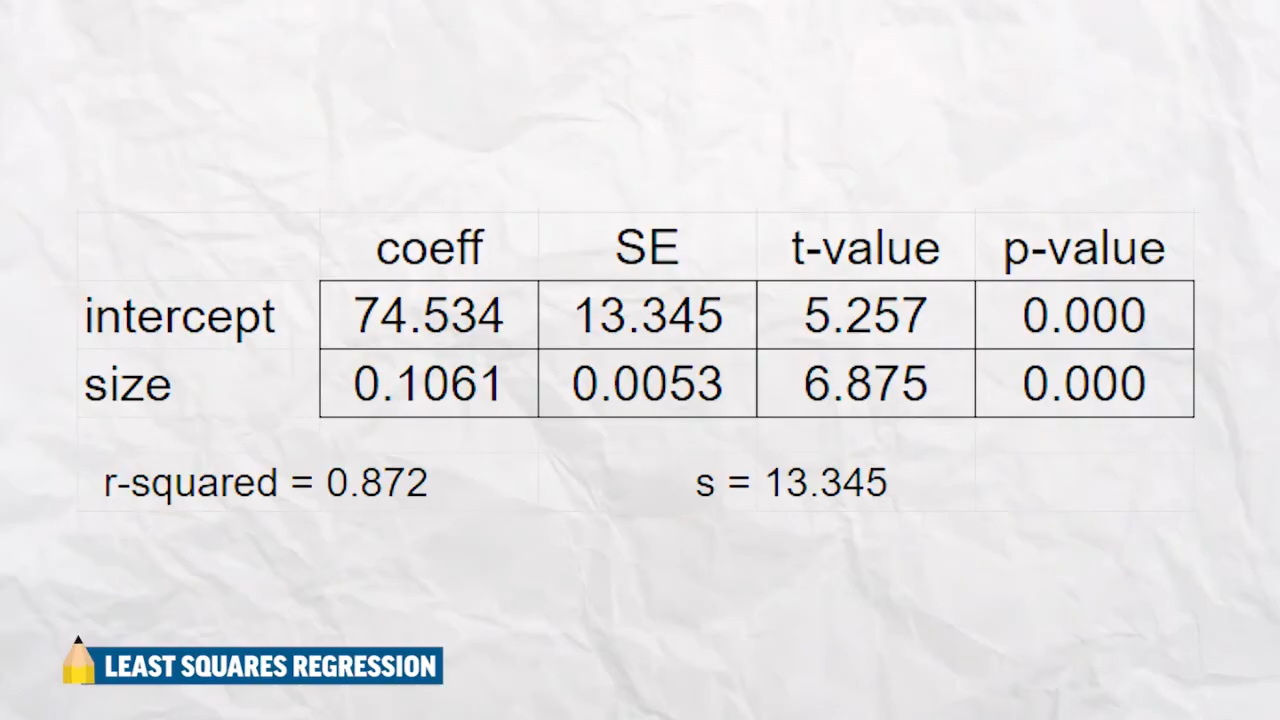 coeff SE t-value p-value
intercept 74.534 13.345 5.257 0.000
size 0.1061 0.0053 6.875 0.000
r-squared = 0.872 s = 13.345
LEAST SQUARES REGRESSION